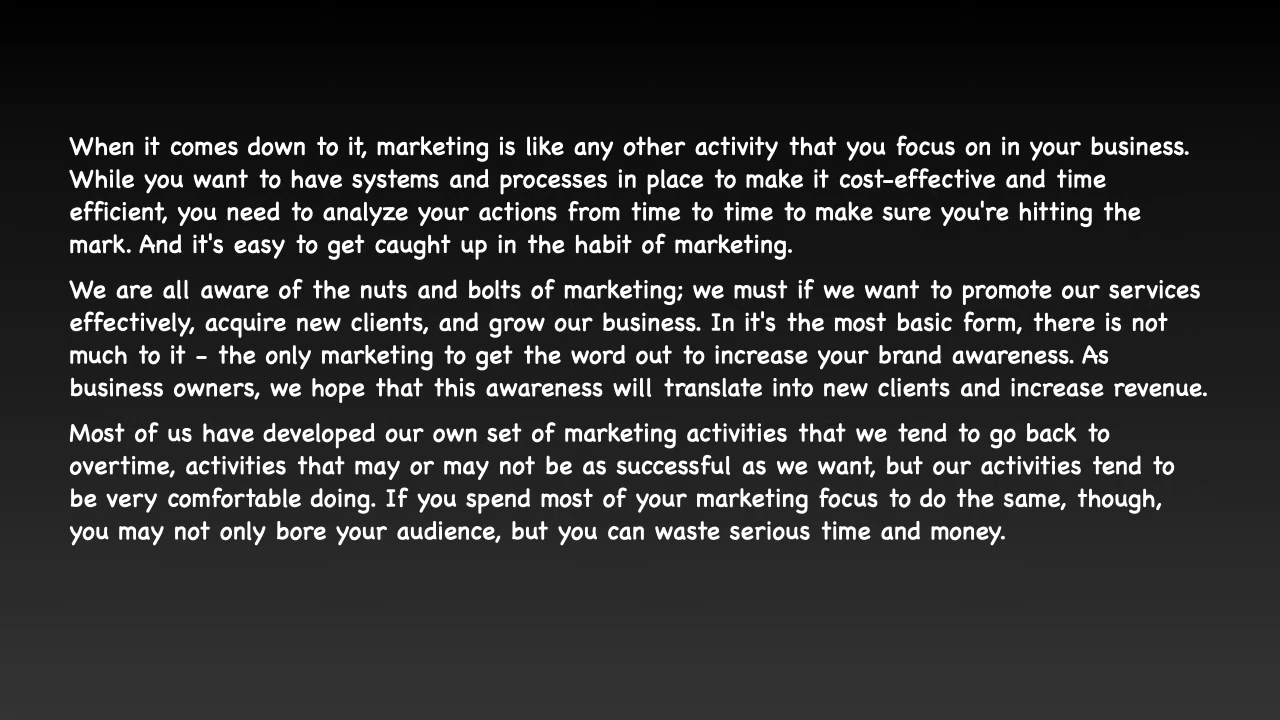 When it comes down to it, marketing is like any other activity that you focus on in your business.
While you want to have systems and processes in place to make it cost-effective and time
efficient, you need to analyze your actions from time to time to make sure you're hitting the
mark. And it's easy to get caught up in the habit of marketing.
We are all aware of the nuts and bolts of marketing; we must if we want to promote our services
effectively, acquire new clients, and grow our business. In it's the most basic form, there is not
much to it - the only marketing to get the word out to increase your brand awareness. As
business owners, we hope that this awareness will translate into new clients and increase revenue.
Most of us have developed our own set of marketing activities that we tend to go back to
overtime, activities that may or may not be as successful as we want, but our activities tend to
be very comfortable doing. If you spend most of your marketing focus to do the same, though,
you may not only bore your audience, but you can waste serious time and money.